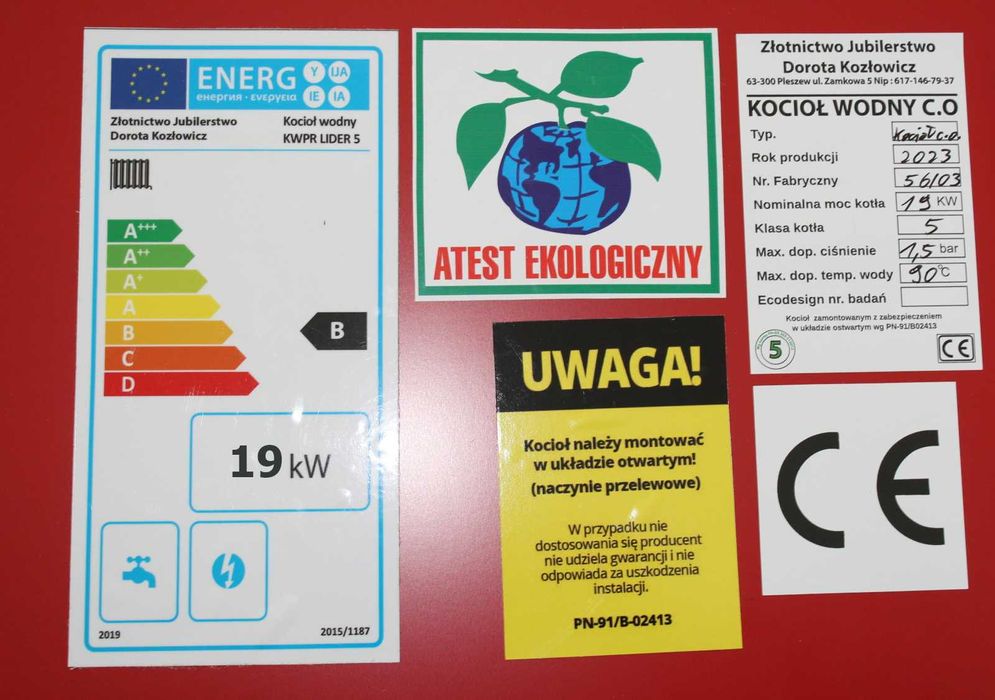 ENERG Y IJA IE IA
енергия · ενεργεια
Złotnictwo Jubilerstwo
Dorota Kozłowicz
Kocioł wodny
KWPR LIDER 5
A+++
A++
A+
A
B
C
D
B
19 kW
2019
2015/1187
ATEST EKOLOGICZNY
UWAGA!
Kocioł należy montować
w układzie otwartym!
(naczynie przelewowe)
W przypadku nie
dostosowania się producent
nie udziela gwarancji i nie
odpowiada za uszkodzenia
instalacji.
PN-91/B-02413
Złotnictwo Jubilerstwo
Dorota Kozłowicz
63-300 Pleszew ul. Zamkowa 5 Nip : 617-146-79-37
KOCIOŁ WODNY C.O
Typ. Kocioł c.o.
Rok produkcji 2023
Nr. Fabryczny 56/03
Nominalna moc kotła 19 KW
Klasa kotła 5
Max. dop. ciśnienie 1,5 bar
Max. dop. temp. wody 90°C
Ecodesign nr. badań
Kocioł zamontowanym z zabezpieczeniem
w układzie ostwartym wg PN-91/B02413
5
CE
CE